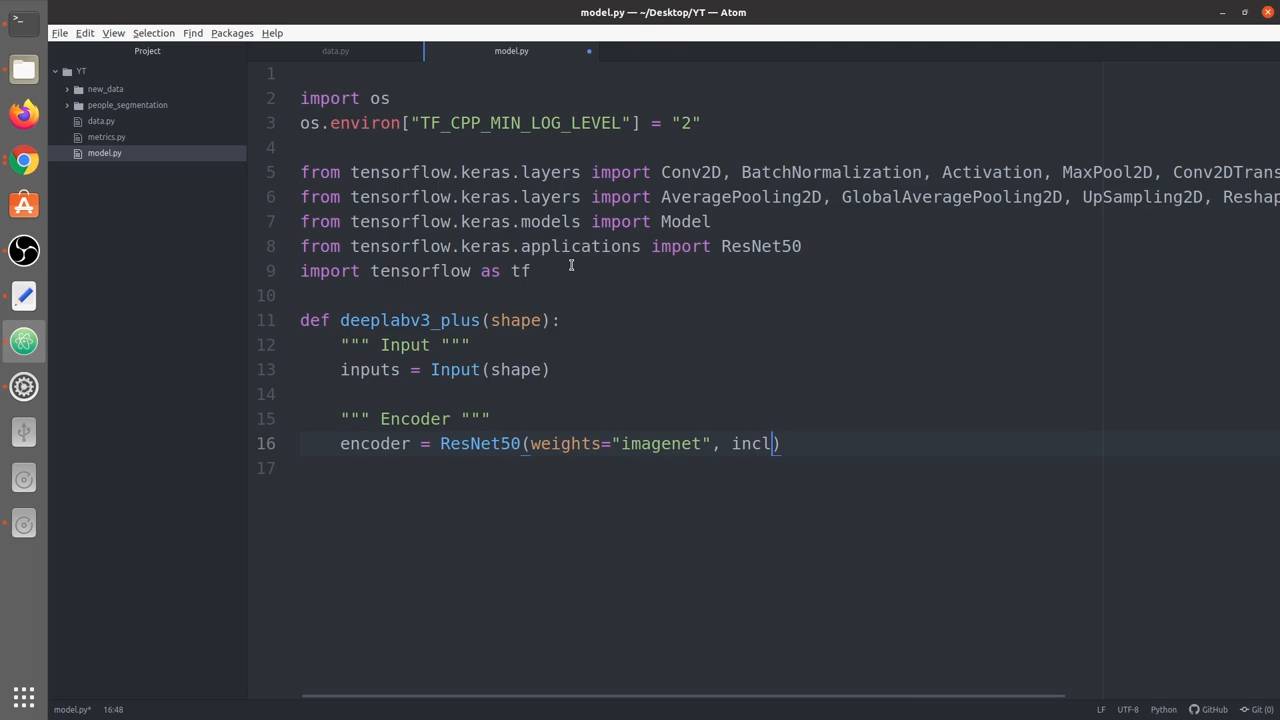 model.py — ~/Desktop/YT — Atom
File Edit View Selection Find Packages Help
Project
data.py
model.py
YT
new_data
people_segmentation
data.py
metrics.py
model.py
1
2 import os
3 os.environ["TF_CPP_MIN_LOG_LEVEL"] = "2"
4
5 from tensorflow.keras.layers import Conv2D, BatchNormalization, Activation, MaxPool2D, Conv2DTrans
6 from tensorflow.keras.layers import AveragePooling2D, GlobalAveragePooling2D, UpSampling2D, Reshap
7 from tensorflow.keras.models import Model
8 from tensorflow.keras.applications import ResNet50
9 import tensorflow as tf
10
11 def deeplabv3_plus(shape):
12 """ Input """
13 inputs = Input(shape)
14
15 """ Encoder """
16 encoder = ResNet50(weights="imagenet", incl)
17
model.py* 16:48 LF UTF-8 Python GitHub Git (0)